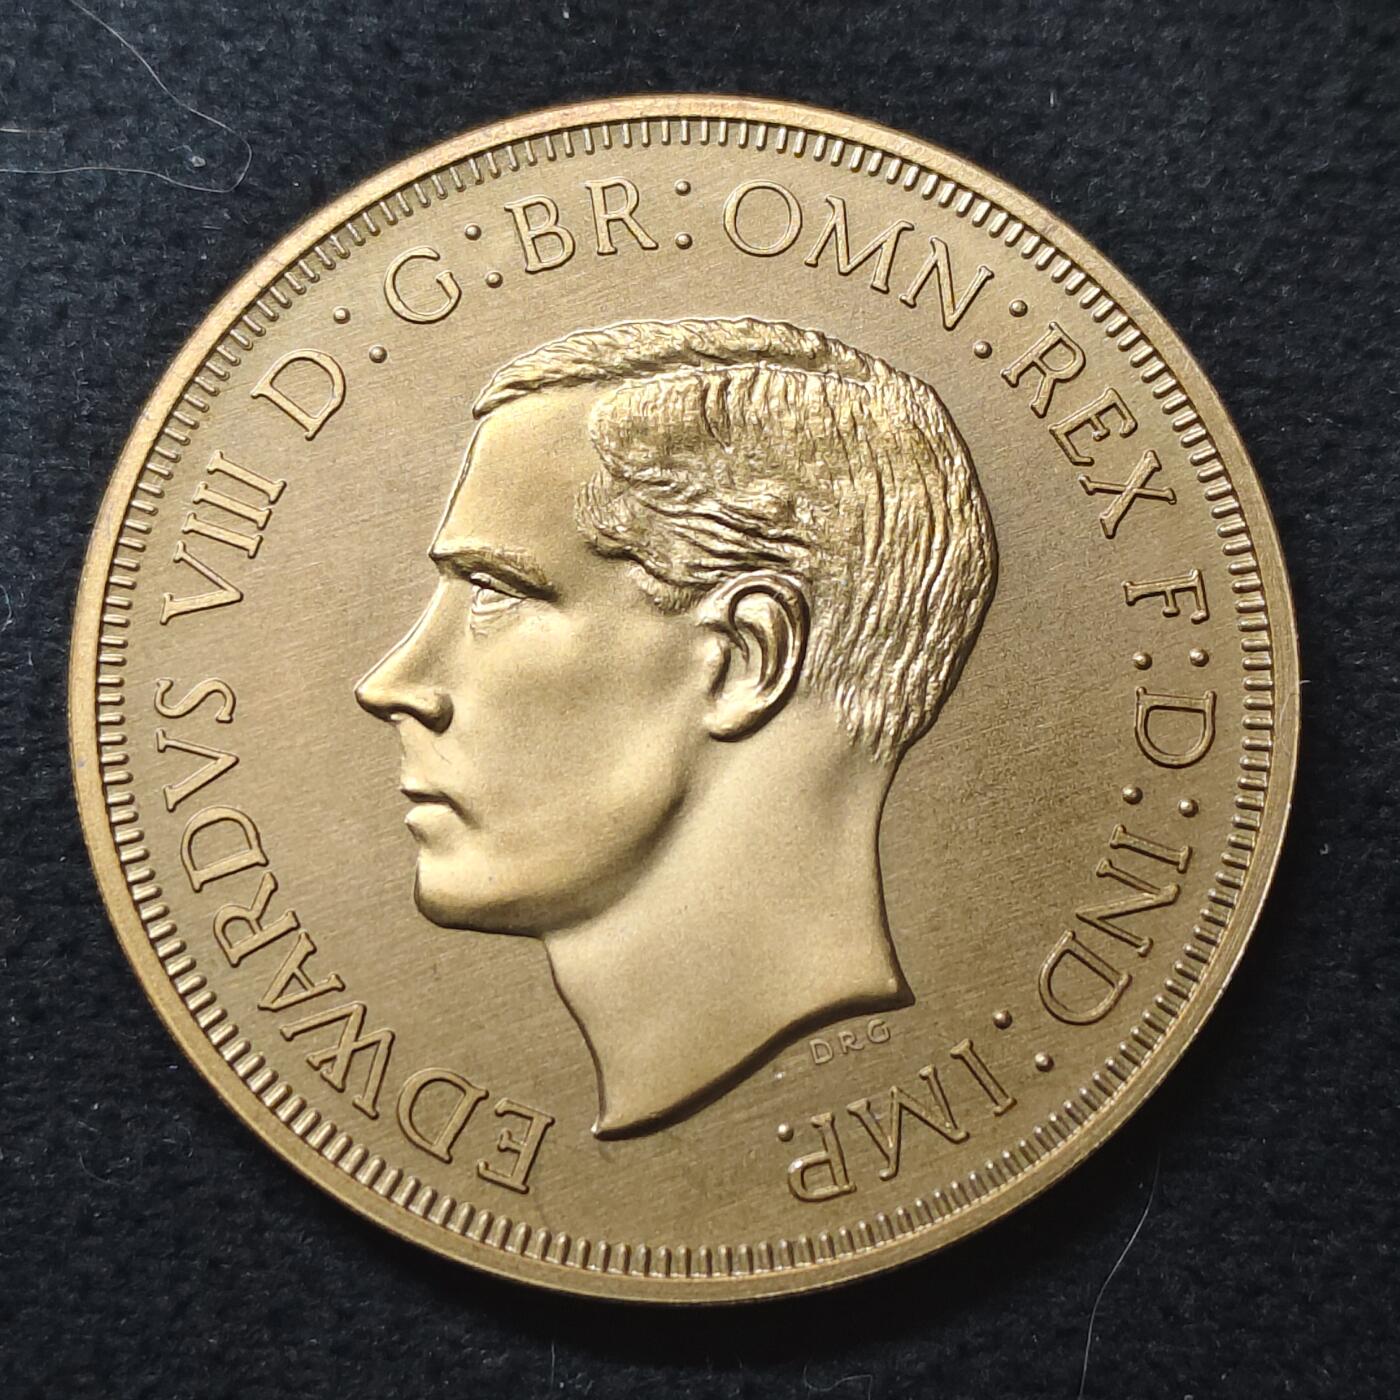 EDWARDVS VIII D:G:BR:OMN:REX F:D:IND:IMP.
DRG